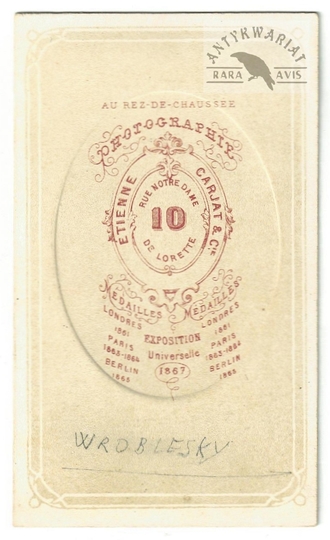 ANTYKWARIAT
RARA AVIS
AU REZ-DE-CHAUSSÉE
PHOTOGRAPHIE
ETIENNE CARJAT & Cie
RUE NOTRE DAME
10
DE LORETTE
MEDAILLES
LONDRES
1861
PARIS
1863-1864
BERLIN
1865
EXPOSITION
Universelle
1867
MEDAILLES
LONDRES
1861
PARIS
1863-1864
BERLIN
1865
WROBLESKY